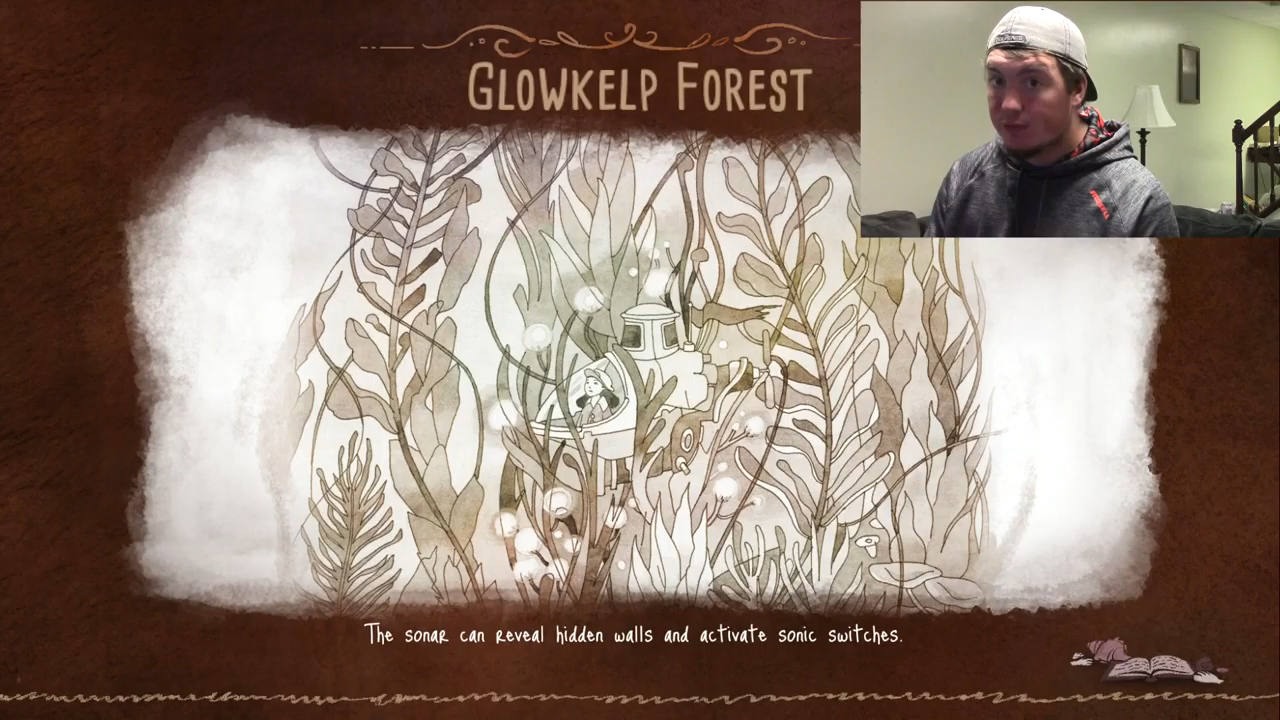 Glowkelp Forest
The sonar can reveal hidden walls and activate sonic switches.